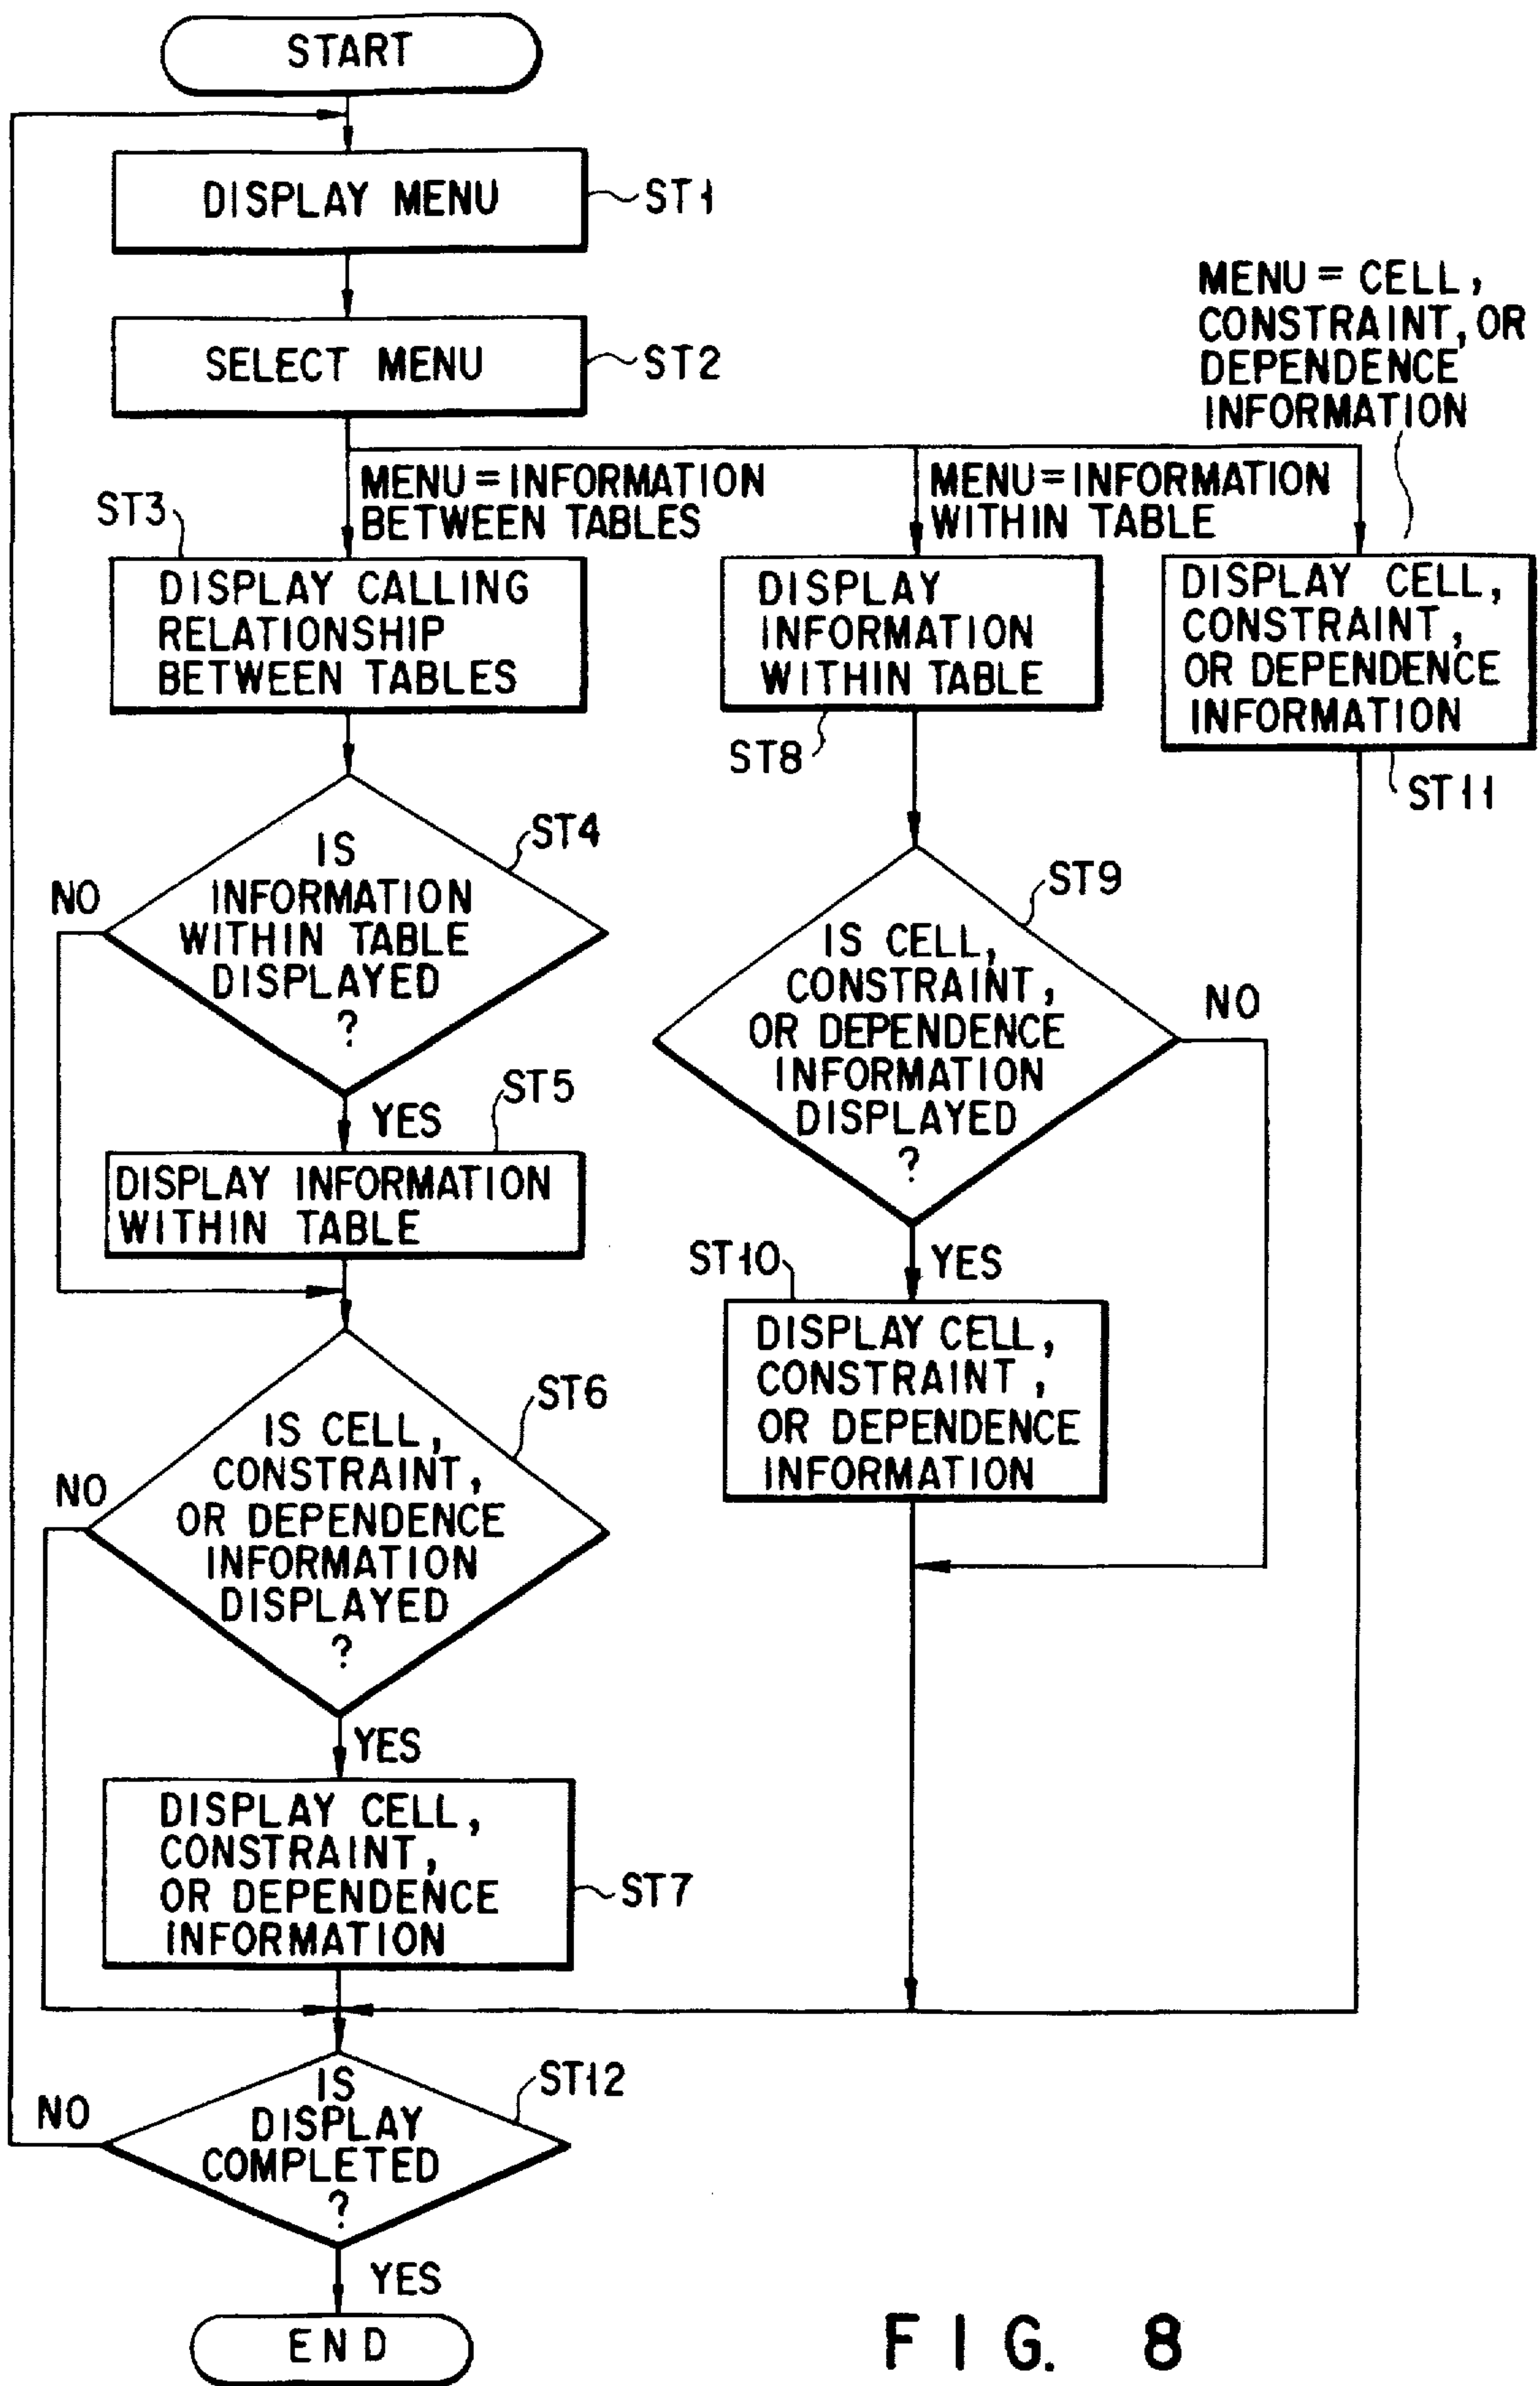 START
DISPLAY MENU
ST1
SELECT MENU
ST2
MENU = CELL,
CONSTRAINT, OR
DEPENDENCE
INFORMATION
MENU = INFORMATION
BETWEEN TABLES
MENU = INFORMATION
WITHIN TABLE
ST3
DISPLAY CALLING
RELATIONSHIP
BETWEEN TABLES
DISPLAY
INFORMATION
WITHIN TABLE
ST8
DISPLAY CELL,
CONSTRAINT,
OR DEPENDENCE
INFORMATION
ST11
IS
INFORMATION
WITHIN TABLE
DISPLAYED
?
ST4
NO
YES
ST5
DISPLAY INFORMATION
WITHIN TABLE
IS CELL,
CONSTRAINT,
OR DEPENDENCE
INFORMATION
DISPLAYED
?
ST9
NO
YES
ST10
DISPLAY CELL,
CONSTRAINT,
OR DEPENDENCE
INFORMATION
IS CELL,
CONSTRAINT,
OR DEPENDENCE
INFORMATION
DISPLAYED
?
ST6
NO
YES
DISPLAY CELL,
CONSTRAINT,
OR DEPENDENCE
INFORMATION
ST7
IS
DISPLAY
COMPLETED
?
ST12
NO
YES
END
FIG. 8